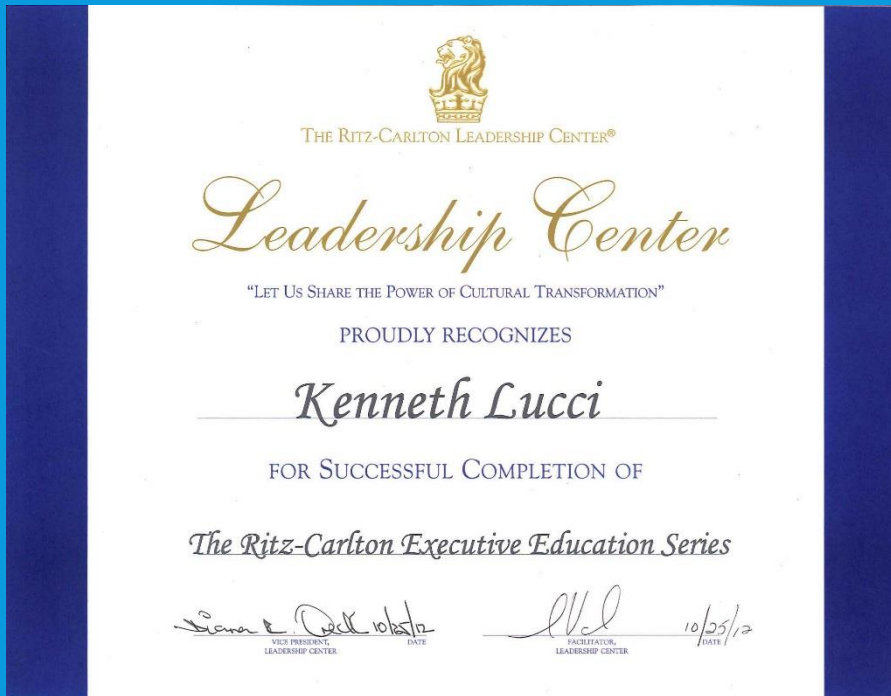 THE RITZ-CARLTON LEADERSHIP CENTER®
Leadership Center
"LET US SHARE THE POWER OF CULTURAL TRANSFORMATION"
PROUDLY RECOGNIZES
Kenneth Lucci
FOR SUCCESSFUL COMPLETION OF
The Ritz-Carlton Executive Education Series
10/25/12 10/25/12
VICE PRESIDENT, DATE FACILITATOR, DATE
LEADERSHIP CENTER LEADERSHIP CENTER